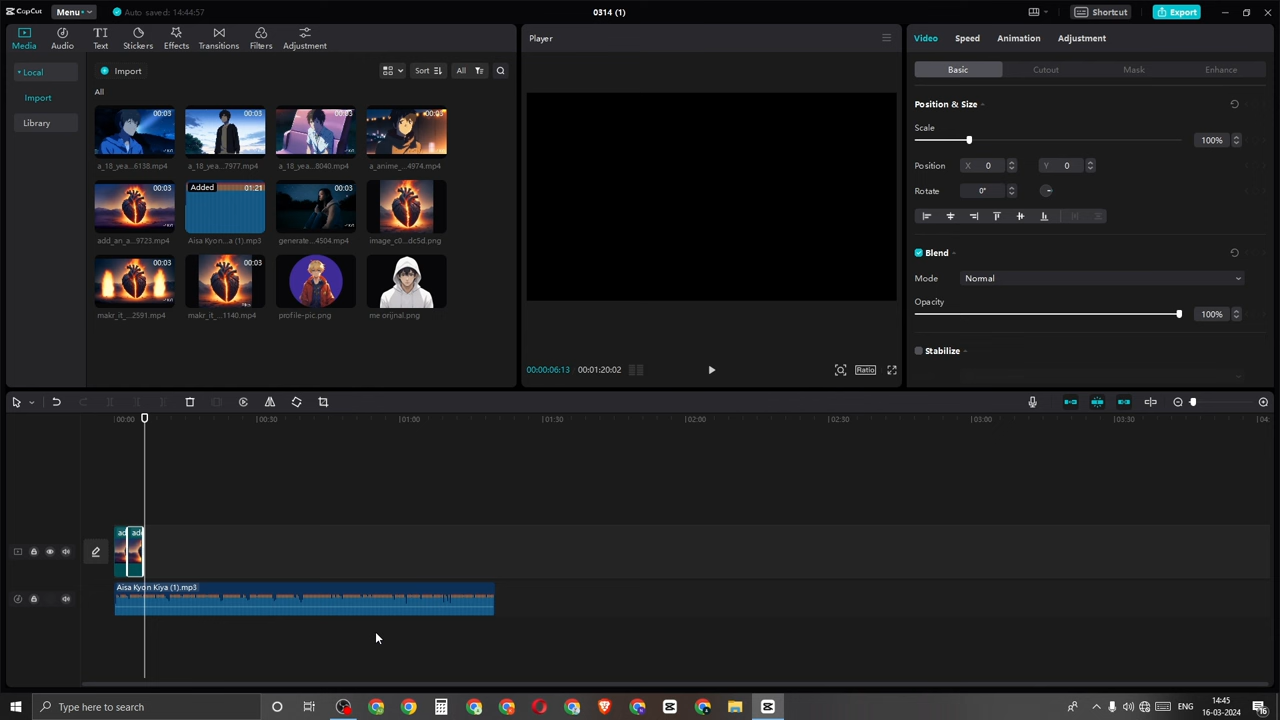 CapCut Menu Auto saved: 14:44:57 0314 (1) Shortcut Export
Media Audio Text Stickers Effects Transitions Filters Adjustment
Player
Video Speed Animation Adjustment
Local
Import
Library
Import Sort All
All
00:03 00:03 00:03 00:03
a_18_yea...6138.mp4 a_18_yea...7977.mp4 a_18_yea...8040.mp4 a_anime_...4974.mp4
00:03 Added 01:21 00:03
add_an_a...9723.mp4 Aisa Kyon...a (1).mp3 generate...4504.mp4 image_c0...dc5d.png
00:03 00:03
makr_it_...2591.mp4 makr_it_...1140.mp4 profile-pic.png me orijnal.png
00:00:06:13 00:01:20:02 Ratio
Basic Cutout Mask Enhance
Position & Size
Scale
100%
Position X 0 Y 0
Rotate 0°
Blend
Mode Normal
Opacity
100%
Stabilize
00:00 00:30 01:00 01:30 02:00 02:30 03:00 03:30 04:
ad add
Aisa Kyon Kiya (1).mp3
Type here to search
ENG
14:45
16-03-2024